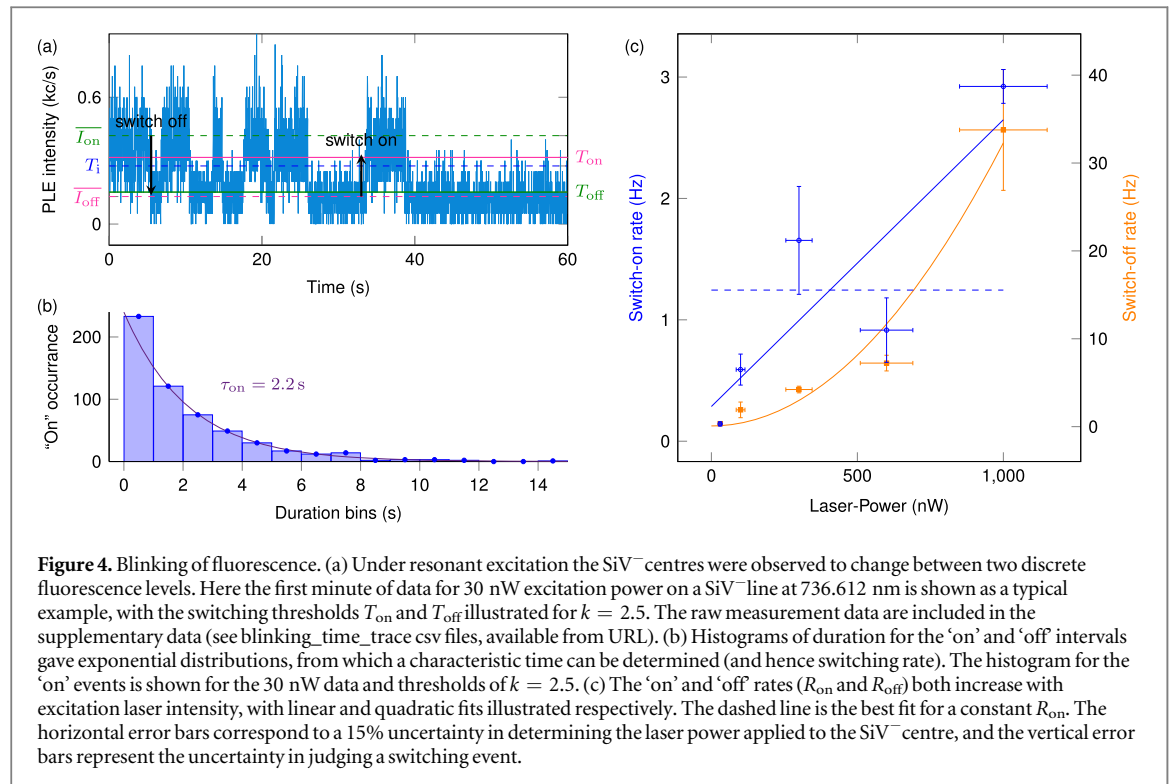 (a)
PLE intensity (kc/s)
0.6
0
I_on
T_i
I_off
switch off
switch on
T_on
T_off
0 20 40 60
Time (s)
(b)
"On" occurrance
200
100
0
τ_on = 2.2 s
0 2 4 6 8 10 12 14
Duration bins (s)
(c)
Switch-on rate (Hz)
3
2
1
0
40
30
20
10
0
Switch-off rate (Hz)
0 500 1,000
Laser-Power (nW)
Figure 4. Blinking of fluorescence. (a) Under resonant excitation the SiV⁻ centres were observed to change between two discrete
fluorescence levels. Here the first minute of data for 30 nW excitation power on a SiV⁻ line at 736.612 nm is shown as a typical
example, with the switching thresholds T_on and T_off illustrated for k = 2.5. The raw measurement data are included in the
supplementary data (see blinking_time_trace csv files, available from URL). (b) Histograms of duration for the 'on' and 'off' intervals
gave exponential distributions, from which a characteristic time can be determined (and hence switching rate). The histogram for the
'on' events is shown for the 30 nW data and thresholds of k = 2.5. (c) The 'on' and 'off' rates (R_on and R_off) both increase with
excitation laser intensity, with linear and quadratic fits illustrated respectively. The dashed line is the best fit for a constant R_on. The
horizontal error bars correspond to a 15% uncertainty in determining the laser power applied to the SiV⁻ centre, and the vertical error
bars represent the uncertainty in judging a switching event.